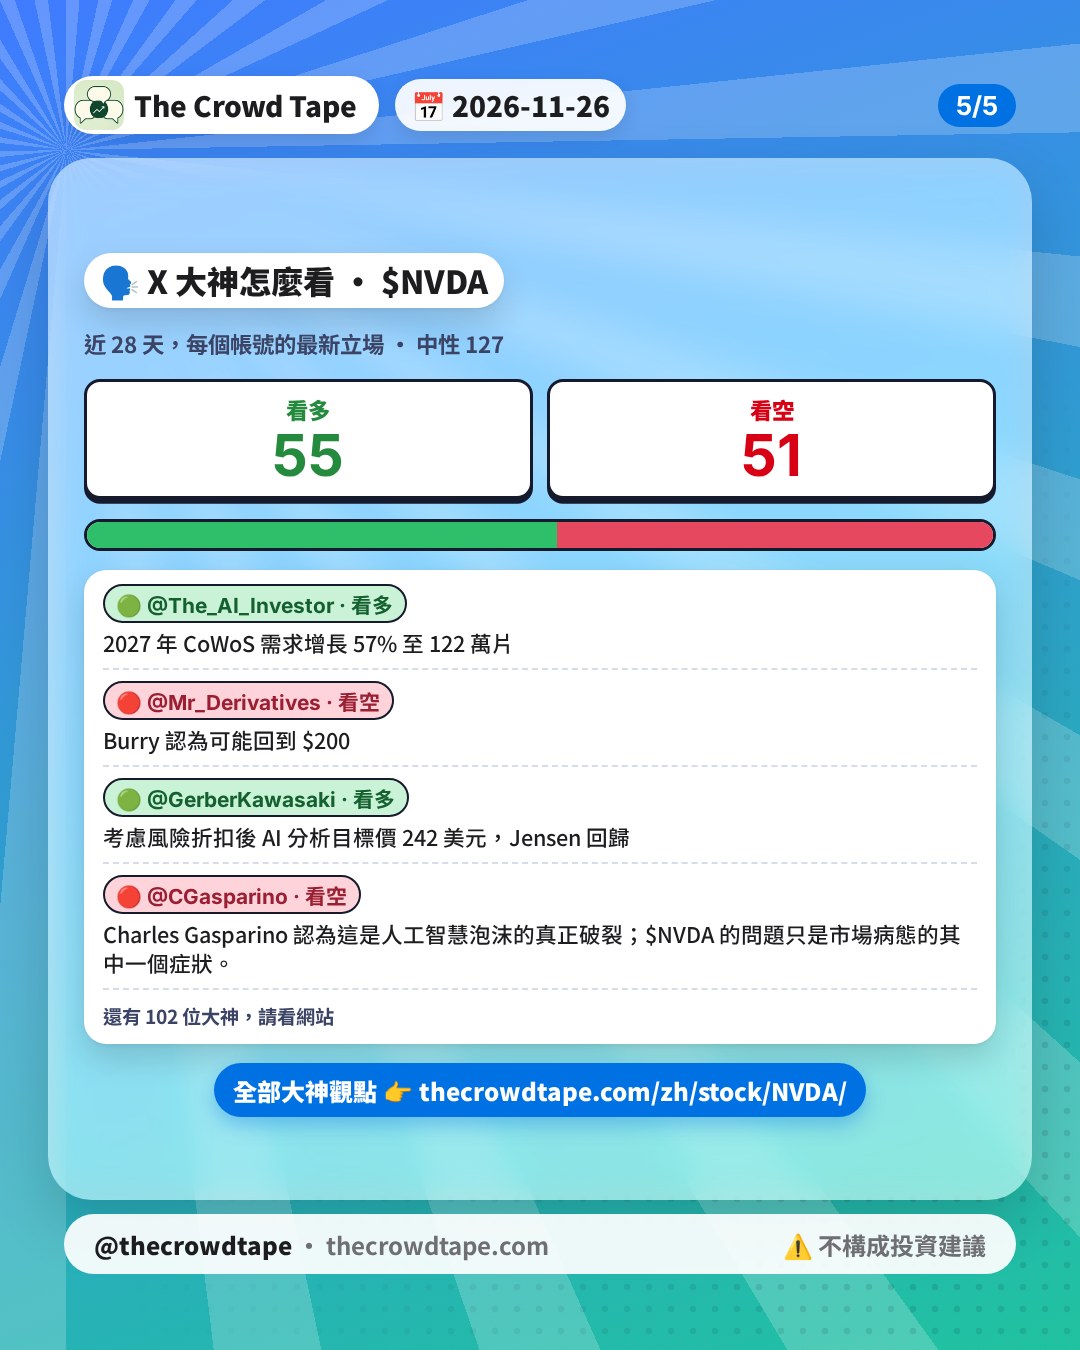 The Crowd Tape
July
2026-11-26
5/5
X 大神怎麼看 · $NVDA
近 28 天，每個帳號的最新立場 · 中性 127
看多
55
看空
51
@The_AI_Investor · 看多
2027 年 CoWoS 需求增長 57% 至 122 萬片
@Mr_Derivatives · 看空
Burry 認為可能回到 $200
@GerberKawasaki · 看多
考慮風險折扣後 AI 分析目標價 242 美元，Jensen 回歸
@CGasparino · 看空
Charles Gasparino 認為這是人工智慧泡沫的真正破裂；$NVDA 的問題只是市場病態的其
中一個症狀。
還有 102 位大神，請看網站
全部大神觀點 👉 thecrowdtape.com/zh/stock/NVDA/
@thecrowdtape · thecrowdtape.com
⚠️ 不構成投資建議